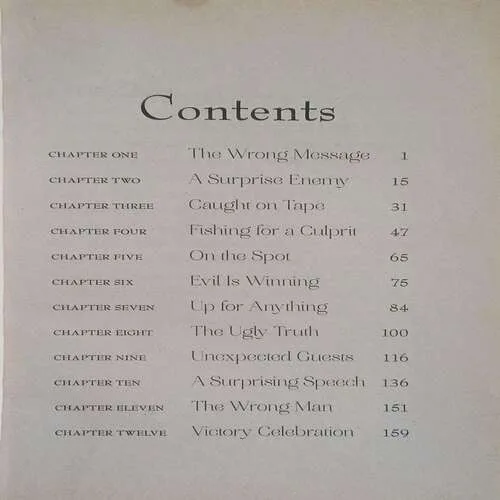 Contents
CHAPTER ONE The Wrong Message 1
CHAPTER TWO A Surprise Enemy 15
CHAPTER THREE Caught on Tape 31
CHAPTER FOUR Fishing for a Culprit 47
CHAPTER FIVE On the Spot 65
CHAPTER SIX Evil Is Winning 75
CHAPTER SEVEN Up for Anything 84
CHAPTER EIGHT The Ugly Truth 100
CHAPTER NINE Unexpected Guests 116
CHAPTER TEN A Surprising Speech 136
CHAPTER ELEVEN The Wrong Man 151
CHAPTER TWELVE Victory Celebration 159